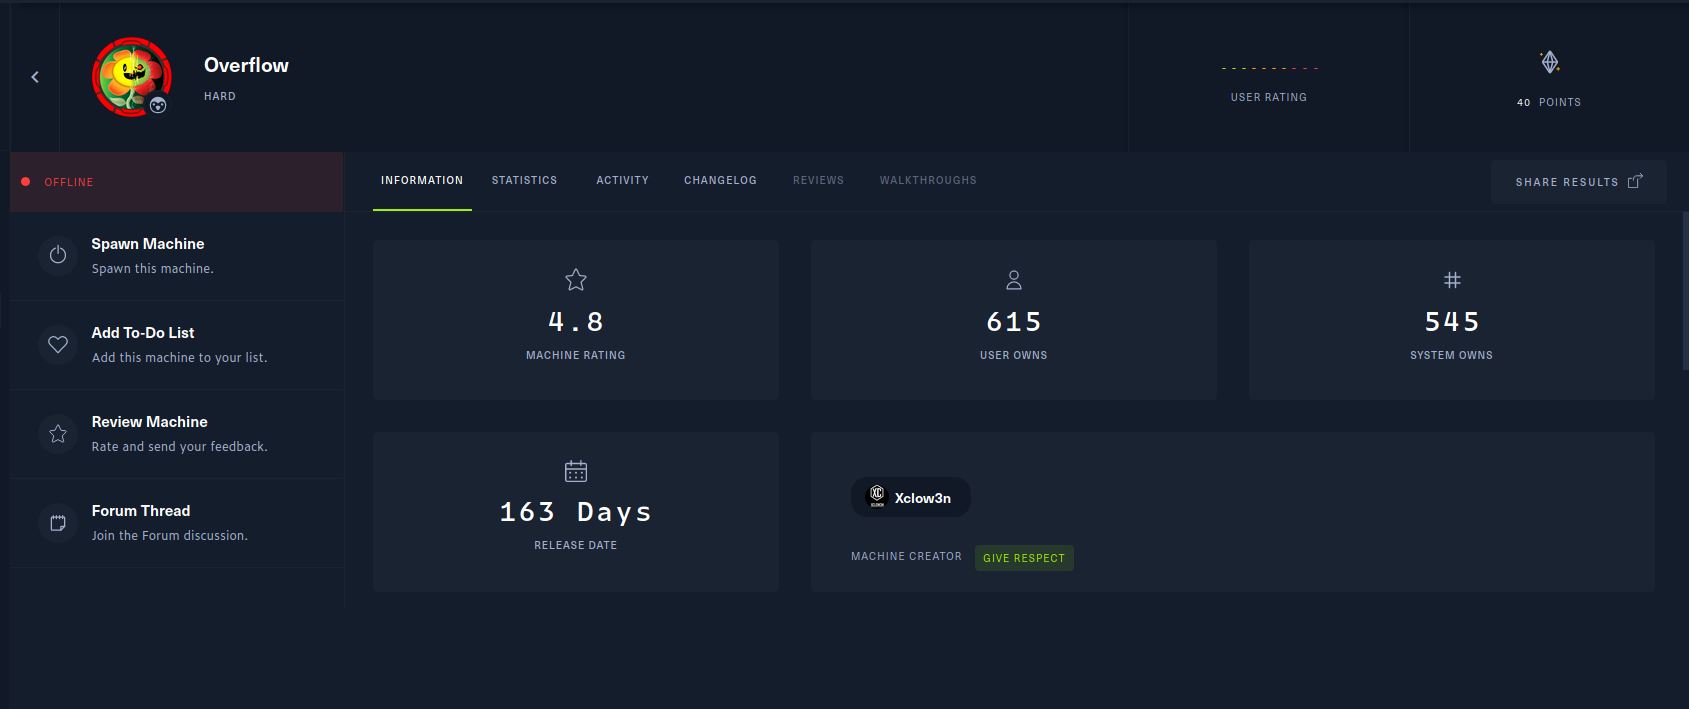 Overflow
HARD
USER RATING
40 POINTS
OFFLINE
INFORMATION STATISTICS ACTIVITY CHANGELOG REVIEWS WALKTHROUGHS
SHARE RESULTS
Spawn Machine
Spawn this machine.
Add To-Do List
Add this machine to your list.
Review Machine
Rate and send your feedback.
Forum Thread
Join the Forum discussion.
4.8
MACHINE RATING
615
USER OWNS
545
SYSTEM OWNS
163 Days
RELEASE DATE
XC
Xclow3n
MACHINE CREATOR GIVE RESPECT